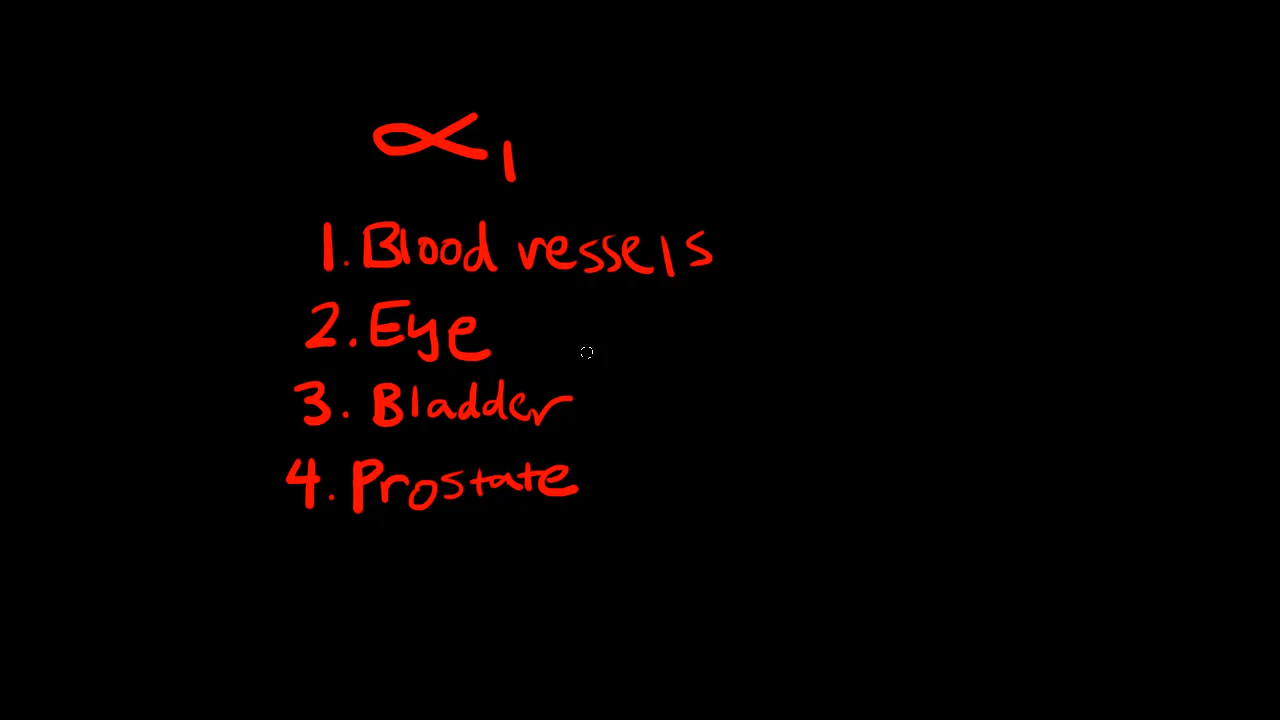 α₁
1. Blood vessels
2. Eye
3. Bladder
4. Prostate